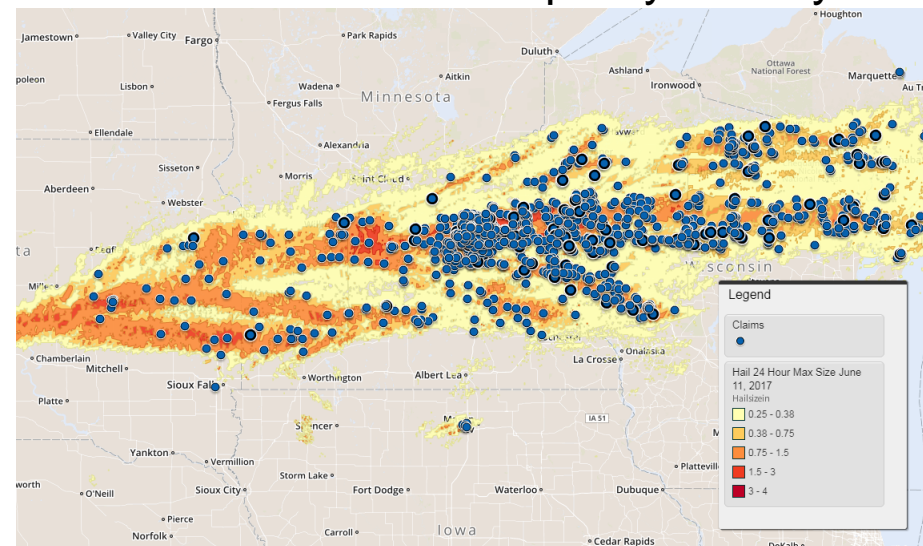 Houghton
Jamestown
Valley City
Fargo
Park Rapids
Duluth
Ottawa
National Forest
Ashland
Ironwood
Marquette
Au Tr
poleon
Lisbon
Wadena
Aitkin
Minnesota
Fergus Falls
Ellendale
Alexandria
Sisseton
Morris
Saint Cloud
Aberdeen
Webster
ta
Wisconsin
Chamberlain
Mitchell
Worthington
Albert Lea
La Crosse
Onalaska
Sioux Fall
Platte
Spencer
IA 51
Yankton
Vermillion
Storm Lake
Platteville
worth
O'Neill
Sioux City
Fort Dodge
Waterloo
Dubuque
Pierce
Norfolk
Carroll
Iowa
Cedar Rapids
DeKalb
Legend
Claims
Hail 24 Hour Max Size June
11, 2017
Hailsizein
0.25 - 0.38
0.38 - 0.75
0.75 - 1.5
1.5 - 3
3 - 4